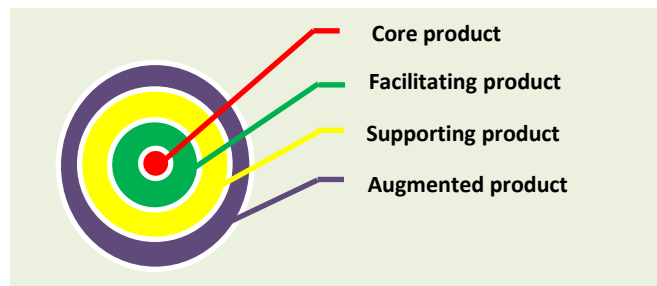 Core product
Facilitating product
Supporting product
Augmented product